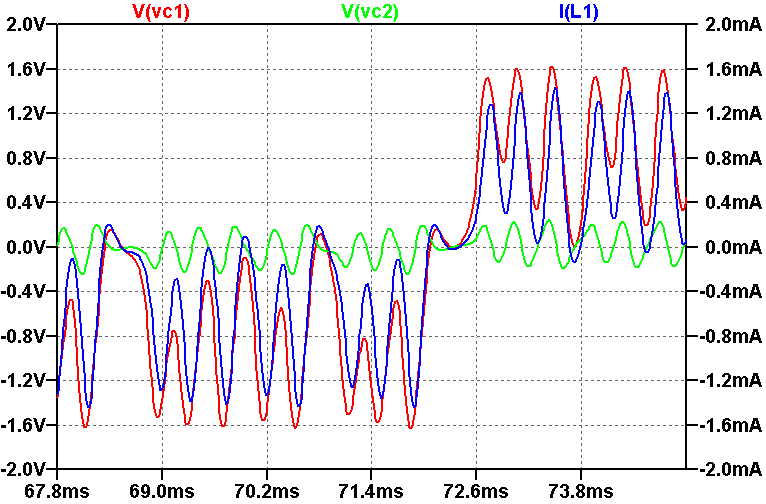 V(vc1) V(vc2) I(L1)
2.0V 2.0mA
1.6V 1.6mA
1.2V 1.2mA
0.8V 0.8mA
0.4V 0.4mA
0.0V 0.0mA
-0.4V -0.4mA
-0.8V -0.8mA
-1.2V -1.2mA
-1.6V -1.6mA
-2.0V -2.0mA
67.8ms 69.0ms 70.2ms 71.4ms 72.6ms 73.8ms